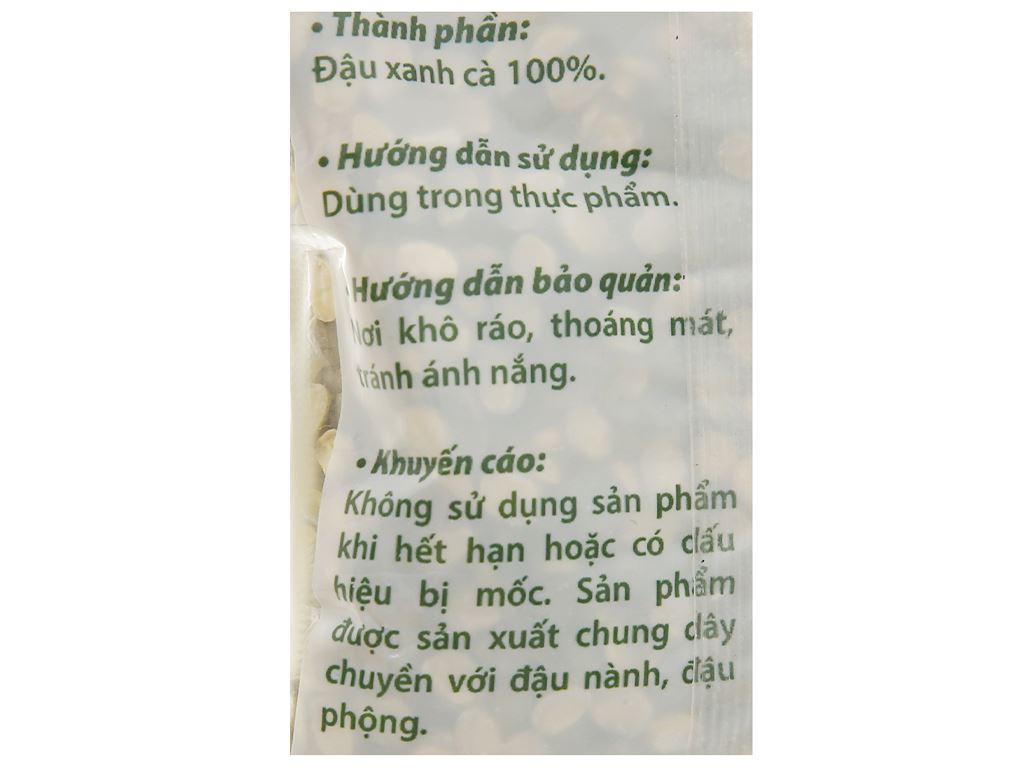 • Thành phần:
Đậu xanh cà 100%.
• Hướng dẫn sử dụng:
Dùng trong thực phẩm.
• Hướng dẫn bảo quản:
Nơi khô ráo, thoáng mát,
tránh ánh nắng.
• Khuyến cáo:
Không sử dụng sản phẩm
khi hết hạn hoặc có dấu
hiệu bị mốc. Sản phẩm
được sản xuất chung dây
chuyền với đậu nành, đậu
phộng.